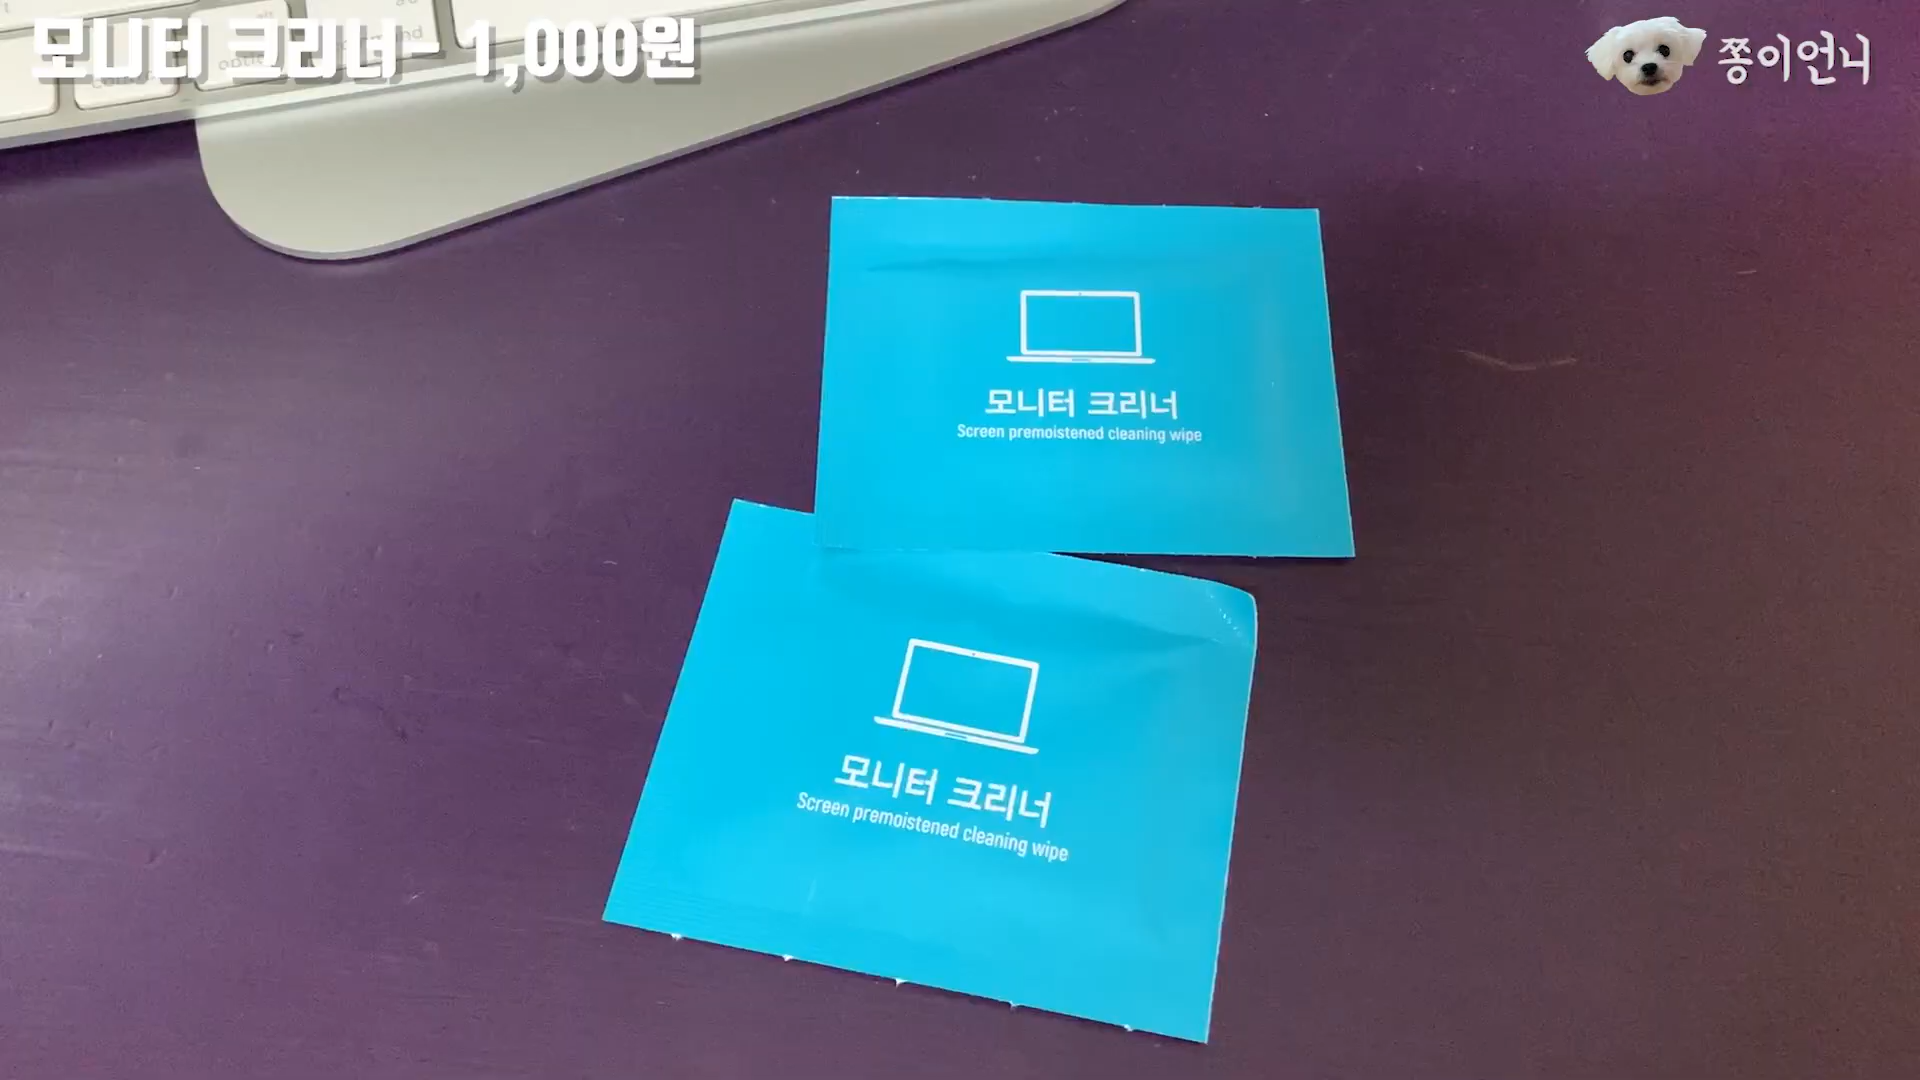 모니터 크리너- 1,000원
쫑이언니
모니터 크리너
Screen premoistened cleaning wipe
모니터 크리너
Screen premoistened cleaning wipe